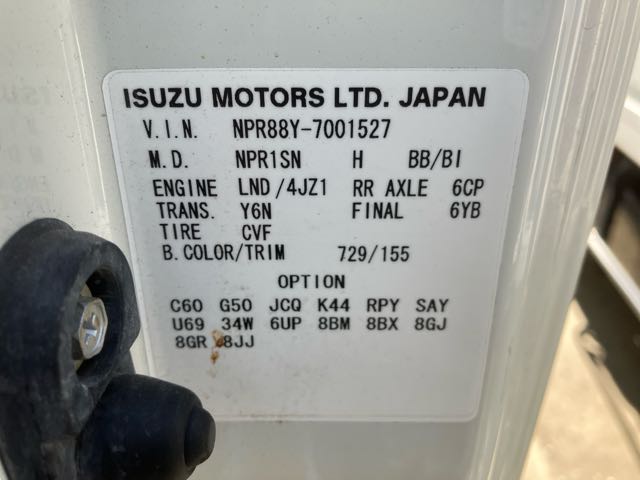 ISUZU MOTORS LTD. JAPAN
V.I.N. NPR88Y-7001527
M.D. NPR1SN H BB/BI
ENGINE LND/4JZ1 RR AXLE 6CP
TRANS. Y6N FINAL 6YB
TIRE CVF
B.COLOR/TRIM 729/155
OPTION
C60 G50 JCQ K44 RPY SAY
U69 34W 6UP 8BM 8BX 8GJ
8GR 8JJ